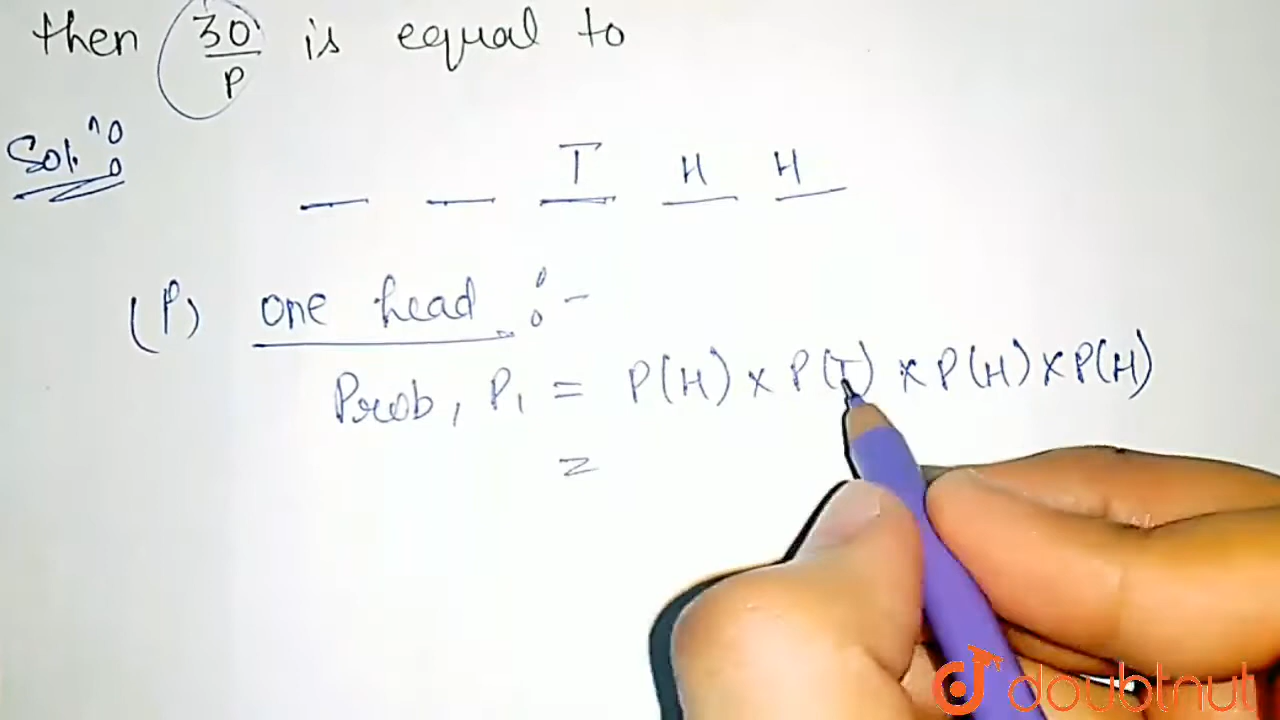 then 30/P is equal to
Sol:
T H H
(P) one head :-
Prob, P₁ = P(H) × P(T) × P(H) × P(H)
=
doubtnut